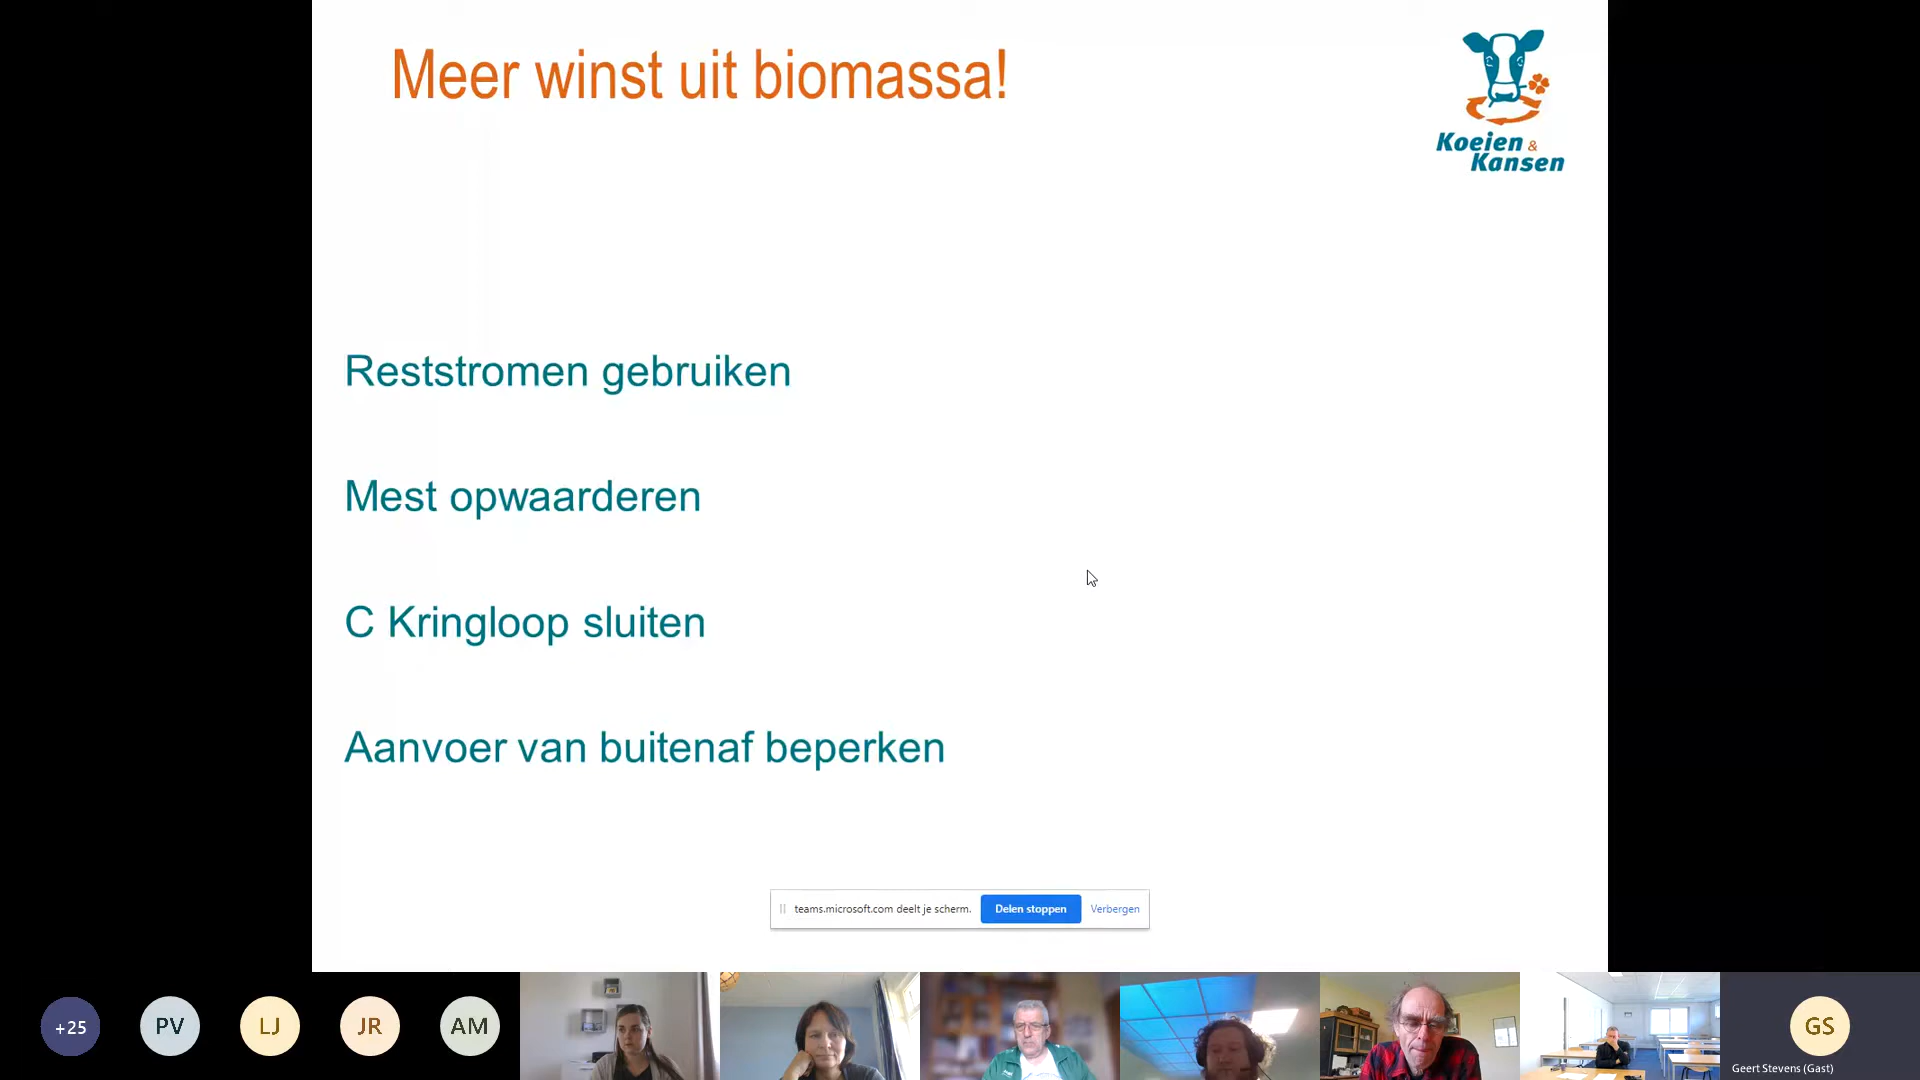 Meer winst uit biomassa!
Koeien &
Kansen
Reststromen gebruiken
Mest opwaarderen
C Kringloop sluiten
Aanvoer van buitenaf beperken
teams.microsoft.com deelt je scherm. Delen stoppen Verbergen
+25 PV LJ JR AM GS
Geert Stevens (Gast)